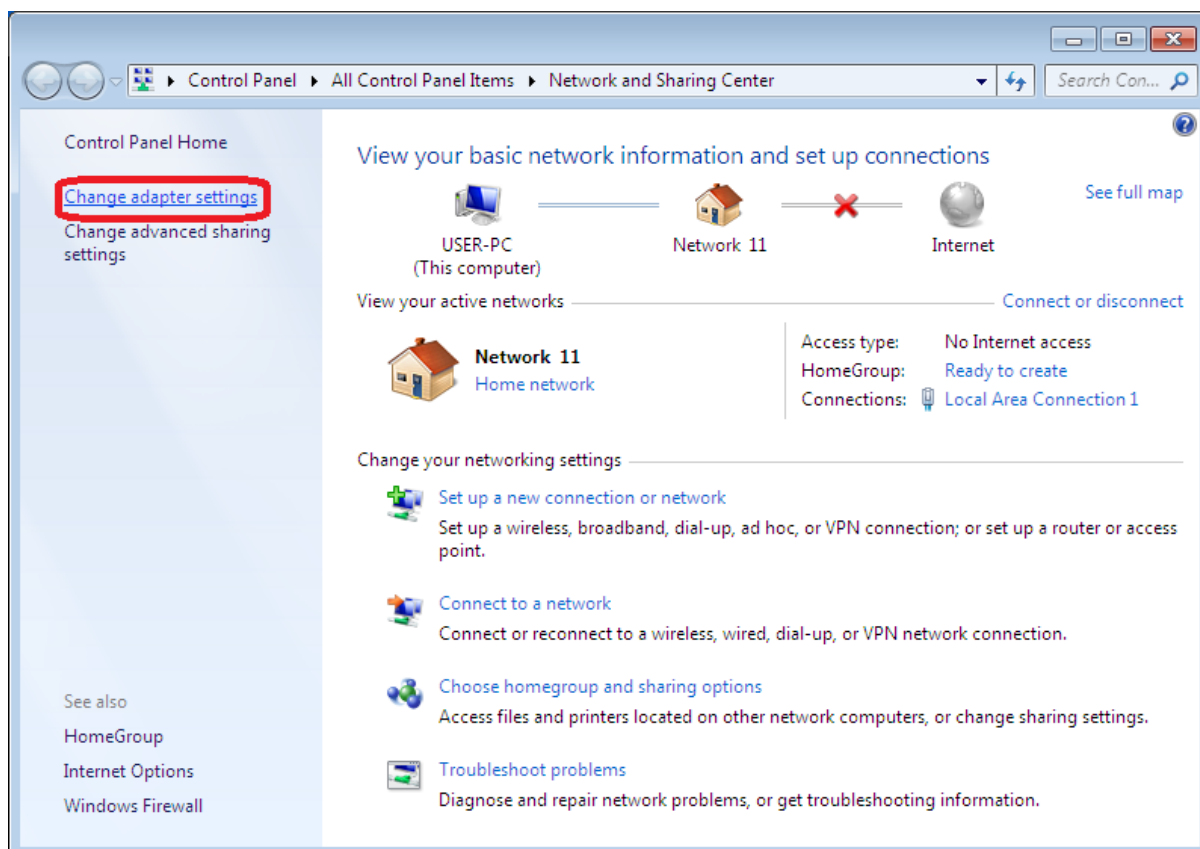 Control Panel ▸ All Control Panel Items ▸ Network and Sharing Center
Search Con...
Control Panel Home
Change adapter settings
Change advanced sharing
settings
See also
HomeGroup
Internet Options
Windows Firewall
View your basic network information and set up connections
See full map
USER-PC
(This computer)
Network 11
Internet
View your active networks
Connect or disconnect
Network 11
Home network
Access type: No Internet access
HomeGroup: Ready to create
Connections: Local Area Connection 1
Change your networking settings
Set up a new connection or network
Set up a wireless, broadband, dial-up, ad hoc, or VPN connection; or set up a router or access
point.
Connect to a network
Connect or reconnect to a wireless, wired, dial-up, or VPN network connection.
Choose homegroup and sharing options
Access files and printers located on other network computers, or change sharing settings.
Troubleshoot problems
Diagnose and repair network problems, or get troubleshooting information.